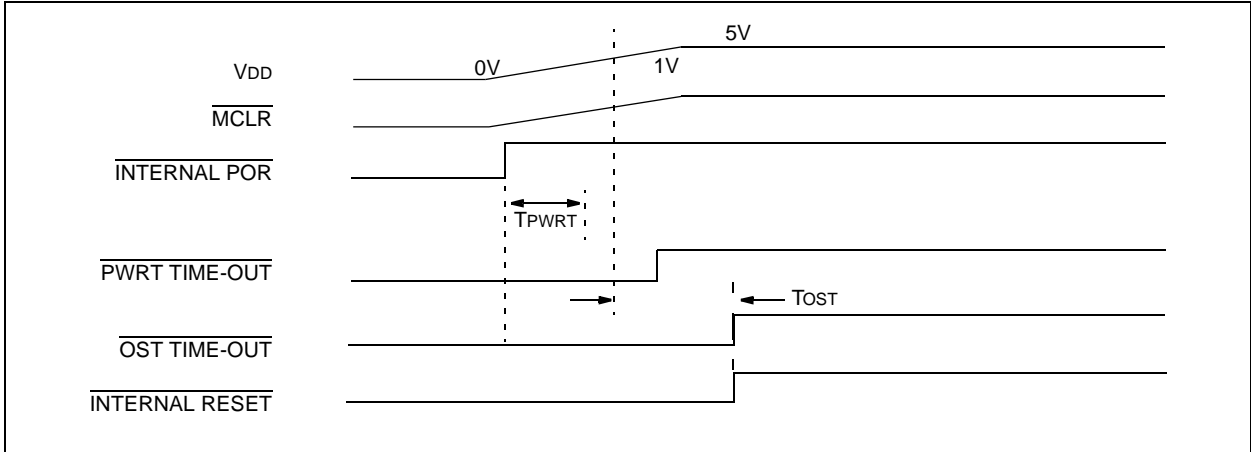 5V
VDD
0V
1V
MCLR
INTERNAL POR
TPWRT
PWRT TIME-OUT
TOST
OST TIME-OUT
INTERNAL RESET